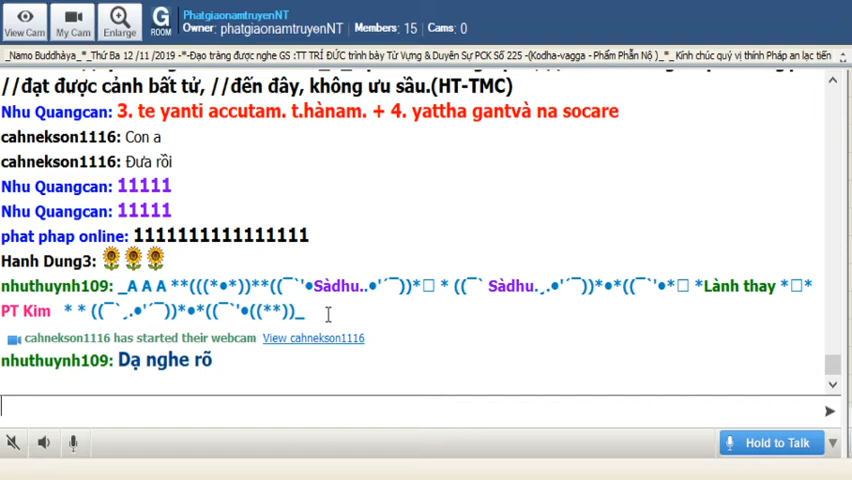 View Cam
My Cam
Enlarge
G
ROOM
PhatgiaonamtruyenNT
Owner: phatgiaonamtruyenNT Members: 15 Cams: 0
_Namo Buddhàya_*_Thứ Ba 12 /11 /2019 -*-Đạo tràng được nghe GS :TT TRÍ ĐỨC trình bày Từ Vựng & Duyên Sự PCK Số 225 -(Kodha-vagga - Phẩm Phẫn Nộ )_*_Kính chúc quý vị thính Pháp an lạc tiến
//đạt được cảnh bất tử, //đến đây, không ưu sầu.(HT-TMC)
Nhu Quangcan: 3. te yanti accutam. t.hànam. + 4. yattha gantvà na socare
cahnekson1116: Con a
cahnekson1116: Đưa rồi
Nhu Quangcan: 11111
Nhu Quangcan: 11111
phat phap online: 1111111111111111
Hanh Dung3:
nhuthuynh109: _A A A **(((*•*))**((¯`'•Sàdhu..•'´¯))*□ * ((¯` Sàdhu.¸.•'´¯))*•*((¯`'•*□ *Lành thay *□*
PT Kim * * ((¯`¸.•'´¯))*•*((¯`'•((**))_
cahnekson1116 has started their webcam View cahnekson1116
nhuthuynh109: Dạ nghe rõ
Hold to Talk